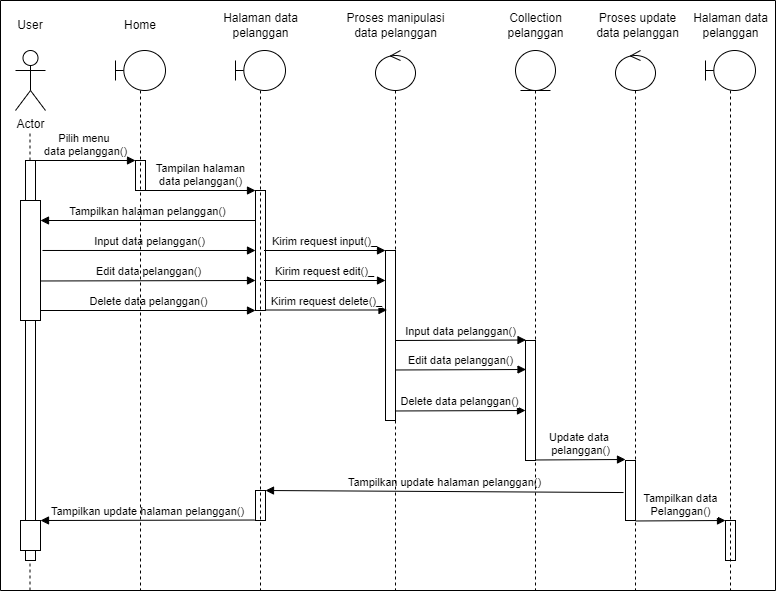 User
Home
Halaman data
pelanggan
Proses manipulasi
data pelanggan
Collection
pelanggan
Proses update
data pelanggan
Halaman data
pelanggan
Actor
Pilih menu
data pelanggan()
Tampilan halaman
data pelanggan()
Tampilkan halaman pelanggan()
Input data pelanggan()
Kirim request input()_
Edit data pelanggan()
Kirim request edit()_
Delete data pelanggan()
Kirim request delete()_
Input data pelanggan()
Edit data pelanggan()
Delete data pelanggan()
Update data
pelanggan()
Tampilkan update halaman pelanggan()
Tampilkan data
Pelanggan()
Tampilkan update halaman pelanggan()